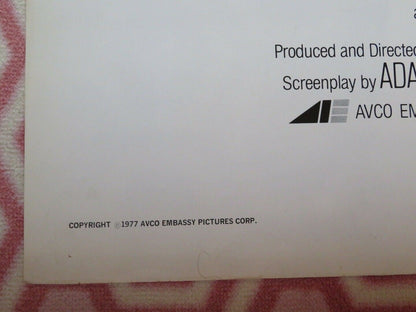 a
Produced and Directed
Screenplay by ADA
AVCO EM
COPYRIGHT ©1977 AVCO EMBASSY PICTURES CORP.